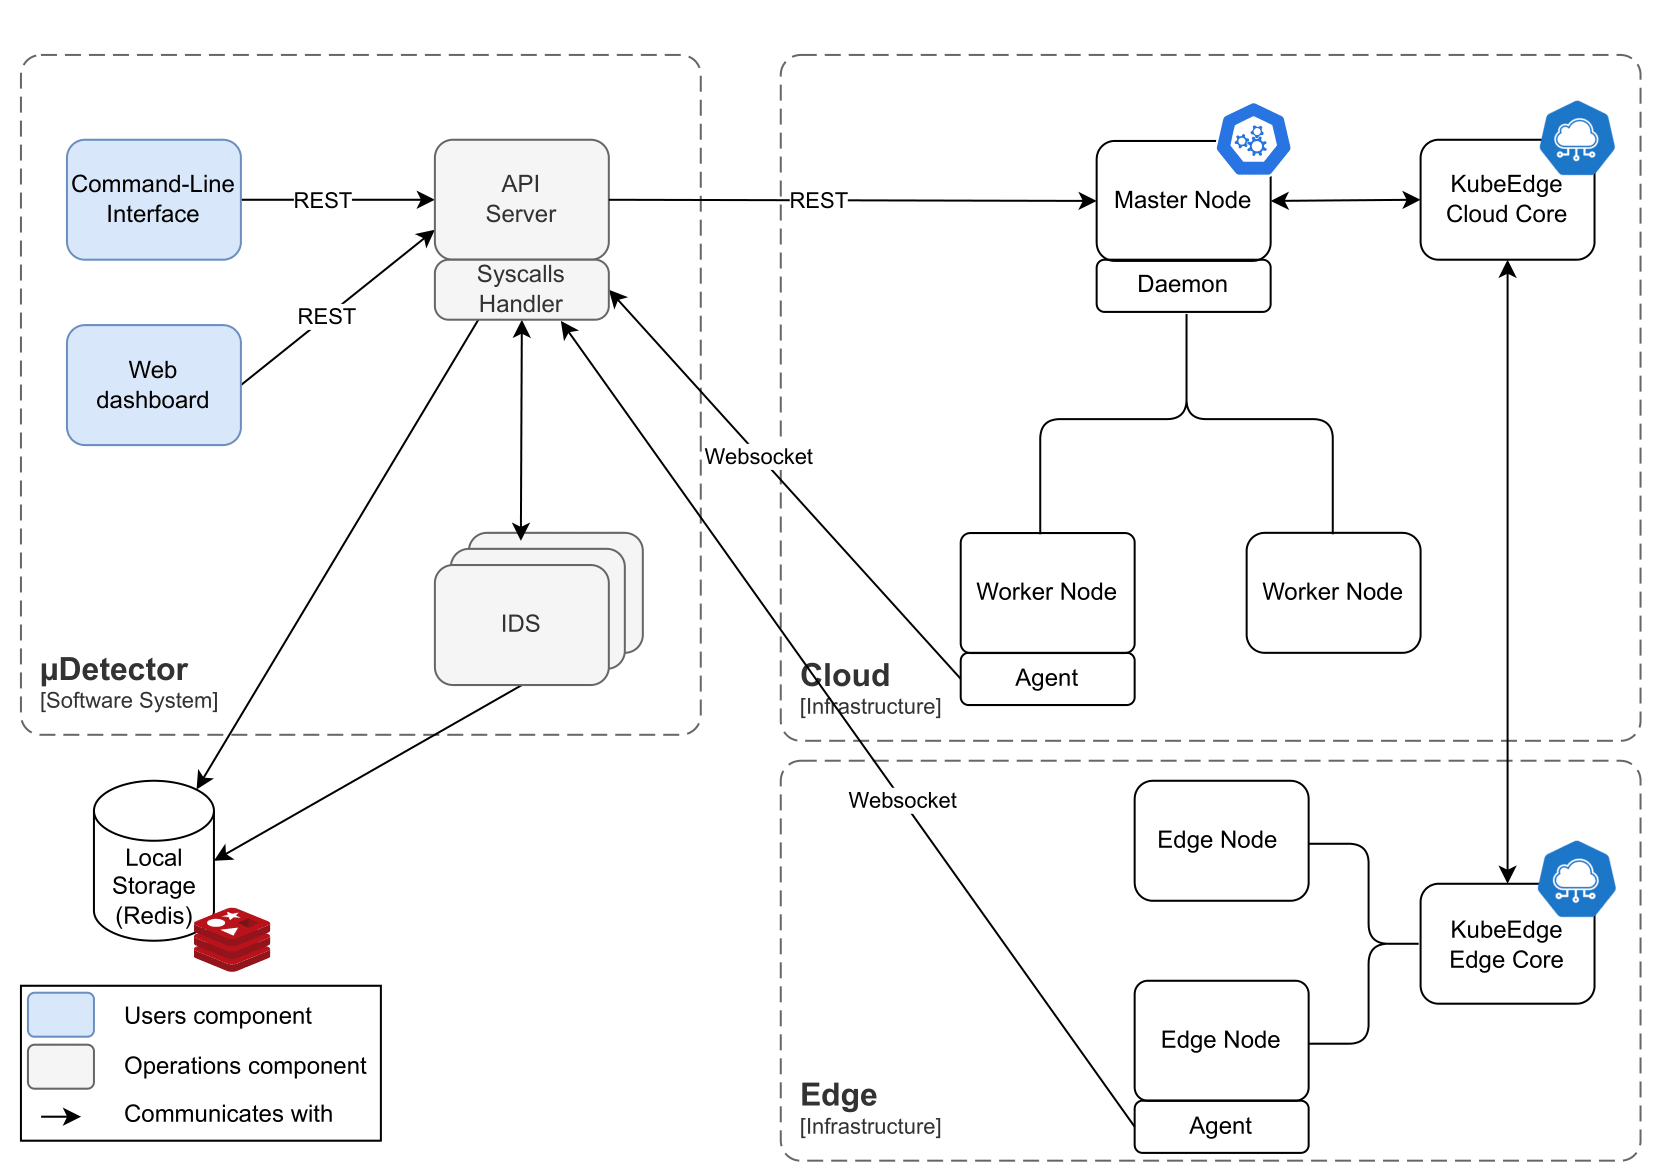 Command-Line
Interface
REST
API
Server
REST
Master Node
KubeEdge
Cloud Core
Syscalls
Handler
Daemon
REST
Web
dashboard
Websocket
IDS
Worker Node
Worker Node
Agent
µDetector
[Software System]
Cloud
[Infrastructure]
Websocket
Edge Node
Local
Storage
(Redis)
KubeEdge
Edge Core
Edge Node
Agent
Edge
[Infrastructure]
Users component
Operations component
Communicates with